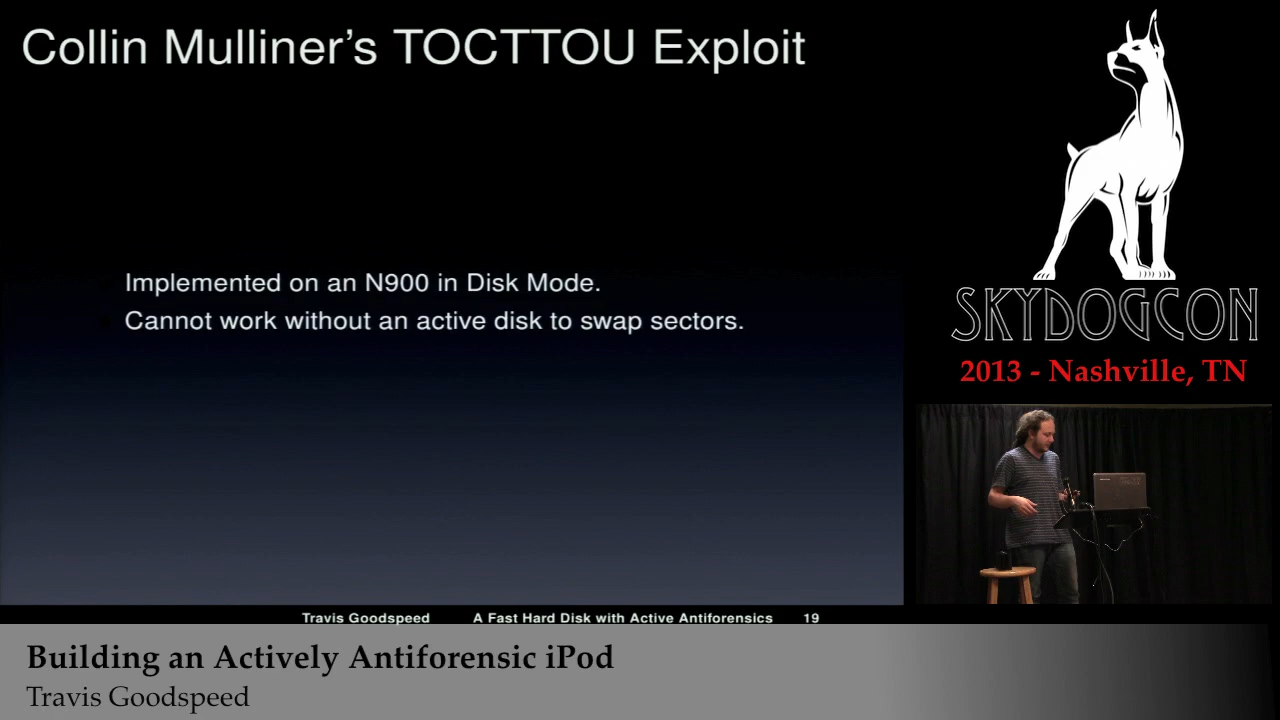 Collin Mulliner's TOCTTOU Exploit
Implemented on an N900 in Disk Mode.
Cannot work without an active disk to swap sectors.
Travis Goodspeed A Fast Hard Disk with Active Antiforensics 19
SKYDOGCON
2013 - Nashville, TN
Building an Actively Antiforensic iPod
Travis Goodspeed